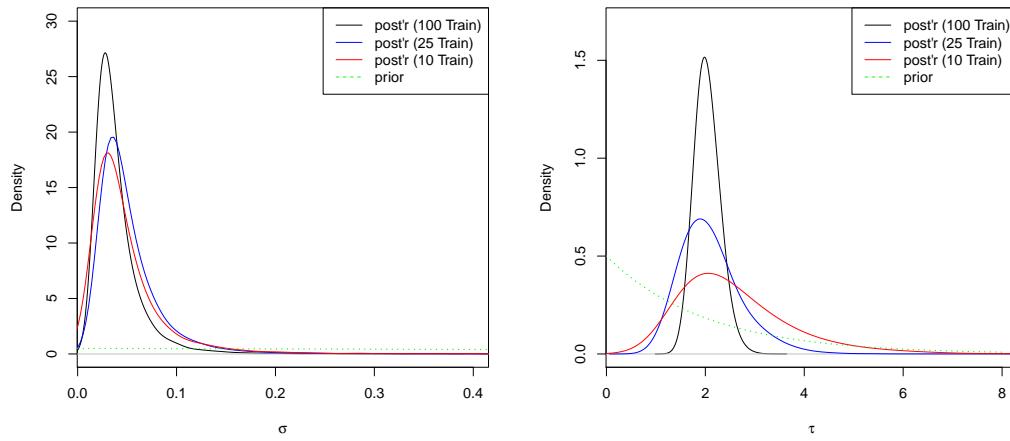 post'r (100 Train)
post'r (25 Train)
post'r (10 Train)
prior
30
25
20
15
10
5
0
Density
0.0 0.1 0.2 0.3 0.4
σ
post'r (100 Train)
post'r (25 Train)
post'r (10 Train)
prior
1.5
1.0
0.5
0.0
Density
0 2 4 6 8
τ